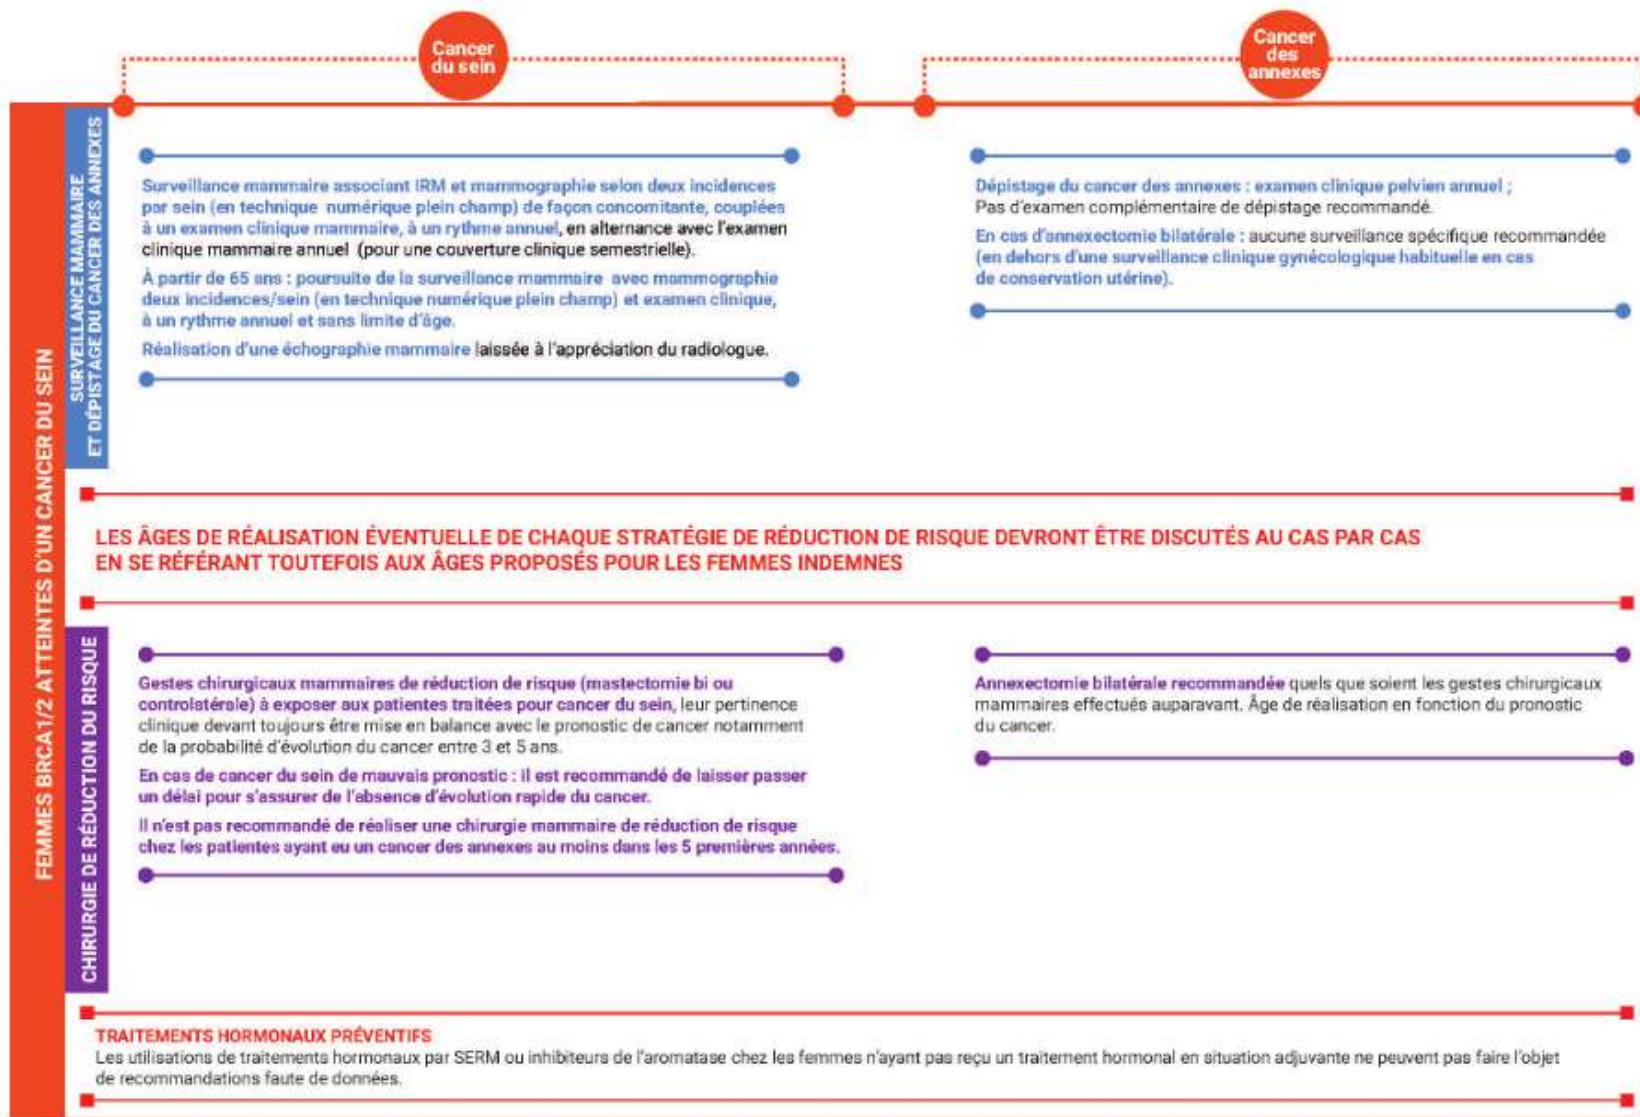 Cancer
du sein
Cancer
des
annexes
FEMMES BRCA1/2 ATTEINTES D'UN CANCER DU SEIN
SURVEILLANCE MAMMAIRE
ET DÉPISTAGE DU CANCER DES ANNEXES
Surveillance mammaire associant IRM et mammographie selon deux incidences
par sein (en technique numérique plein champ) de façon concomitante, couplées
à un examen clinique mammaire, à un rythme annuel, en alternance avec l'examen
clinique mammaire annuel (pour une couverture clinique semestrielle).
À partir de 65 ans : poursuite de la surveillance mammaire avec mammographie
deux incidences/sein (en technique numérique plein champ) et examen clinique,
à un rythme annuel et sans limite d'âge.
Réalisation d'une échographie mammaire laissée à l'appréciation du radiologue.
Dépistage du cancer des annexes : examen clinique pelvien annuel ;
Pas d'examen complémentaire de dépistage recommandé.
En cas d'annexectomie bilatérale : aucune surveillance spécifique recommandée
(en dehors d'une surveillance clinique gynécologique habituelle en cas
de conservation utérine).
LES ÂGES DE RÉALISATION ÉVENTUELLE DE CHAQUE STRATÉGIE DE RÉDUCTION DE RISQUE DEVRONT ÊTRE DISCUTÉS AU CAS PAR CAS
EN SE RÉFÉRANT TOUTEFOIS AUX ÂGES PROPOSÉS POUR LES FEMMES INDEMNES
CHIRURGIE DE RÉDUCTION DU RISQUE
Gestes chirurgicaux mammaires de réduction de risque (mastectomie bi ou
controlatérale) à exposer aux patientes traitées pour cancer du sein, leur pertinence
clinique devant toujours être mise en balance avec le pronostic de cancer notamment
de la probabilité d'évolution du cancer entre 3 et 5 ans.
En cas de cancer du sein de mauvais pronostic : il est recommandé de laisser passer
un délai pour s'assurer de l'absence d'évolution rapide du cancer.
Il n'est pas recommandé de réaliser une chirurgie mammaire de réduction de risque
chez les patientes ayant eu un cancer des annexes au moins dans les 5 premières années.
Annexectomie bilatérale recommandée quels que soient les gestes chirurgicaux
mammaires effectués auparavant. Âge de réalisation en fonction du pronostic
du cancer.
TRAITEMENTS HORMONAUX PRÉVENTIFS
Les utilisations de traitements hormonaux par SERM ou inhibiteurs de l'aromatase chez les femmes n'ayant pas reçu un traitement hormonal en situation adjuvante ne peuvent pas faire l'objet
de recommandations faute de données.